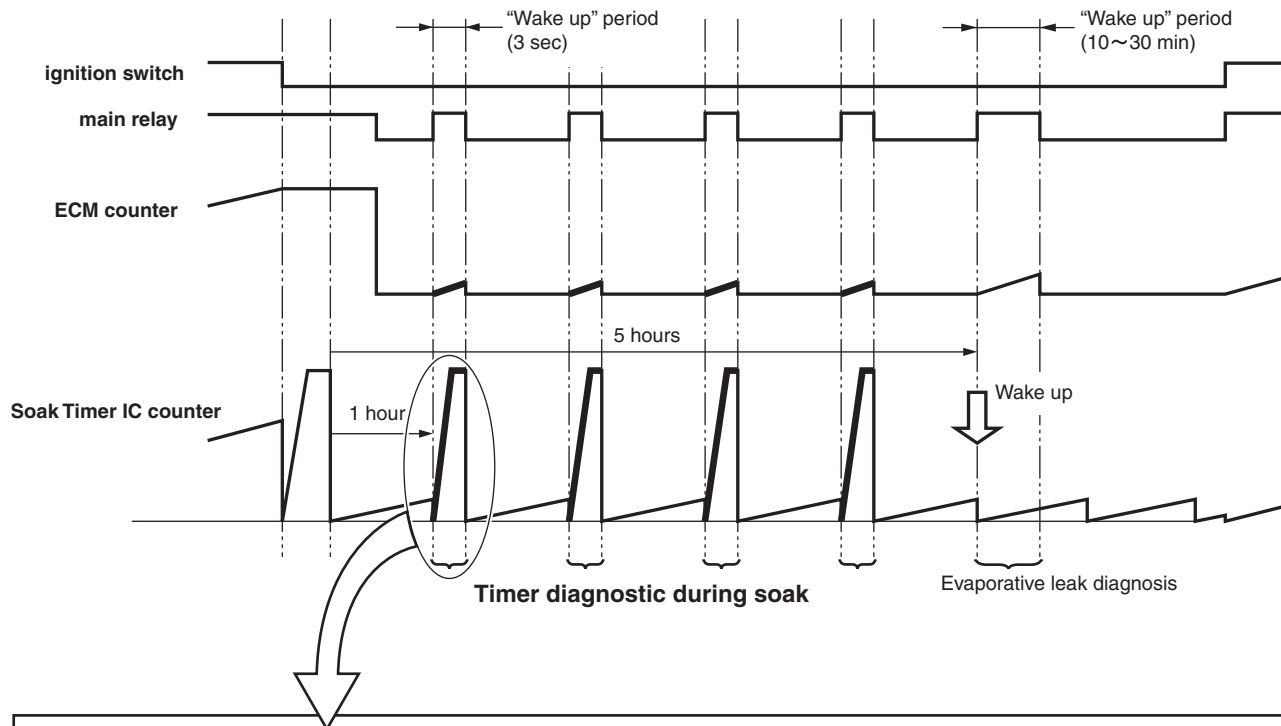 "Wake up" period
(3 sec)
"Wake up" period
(10～30 min)
ignition switch
main relay
ECM counter
5 hours
Soak Timer IC counter
1 hour
Wake up
Timer diagnostic during soak
Evaporative leak diagnosis